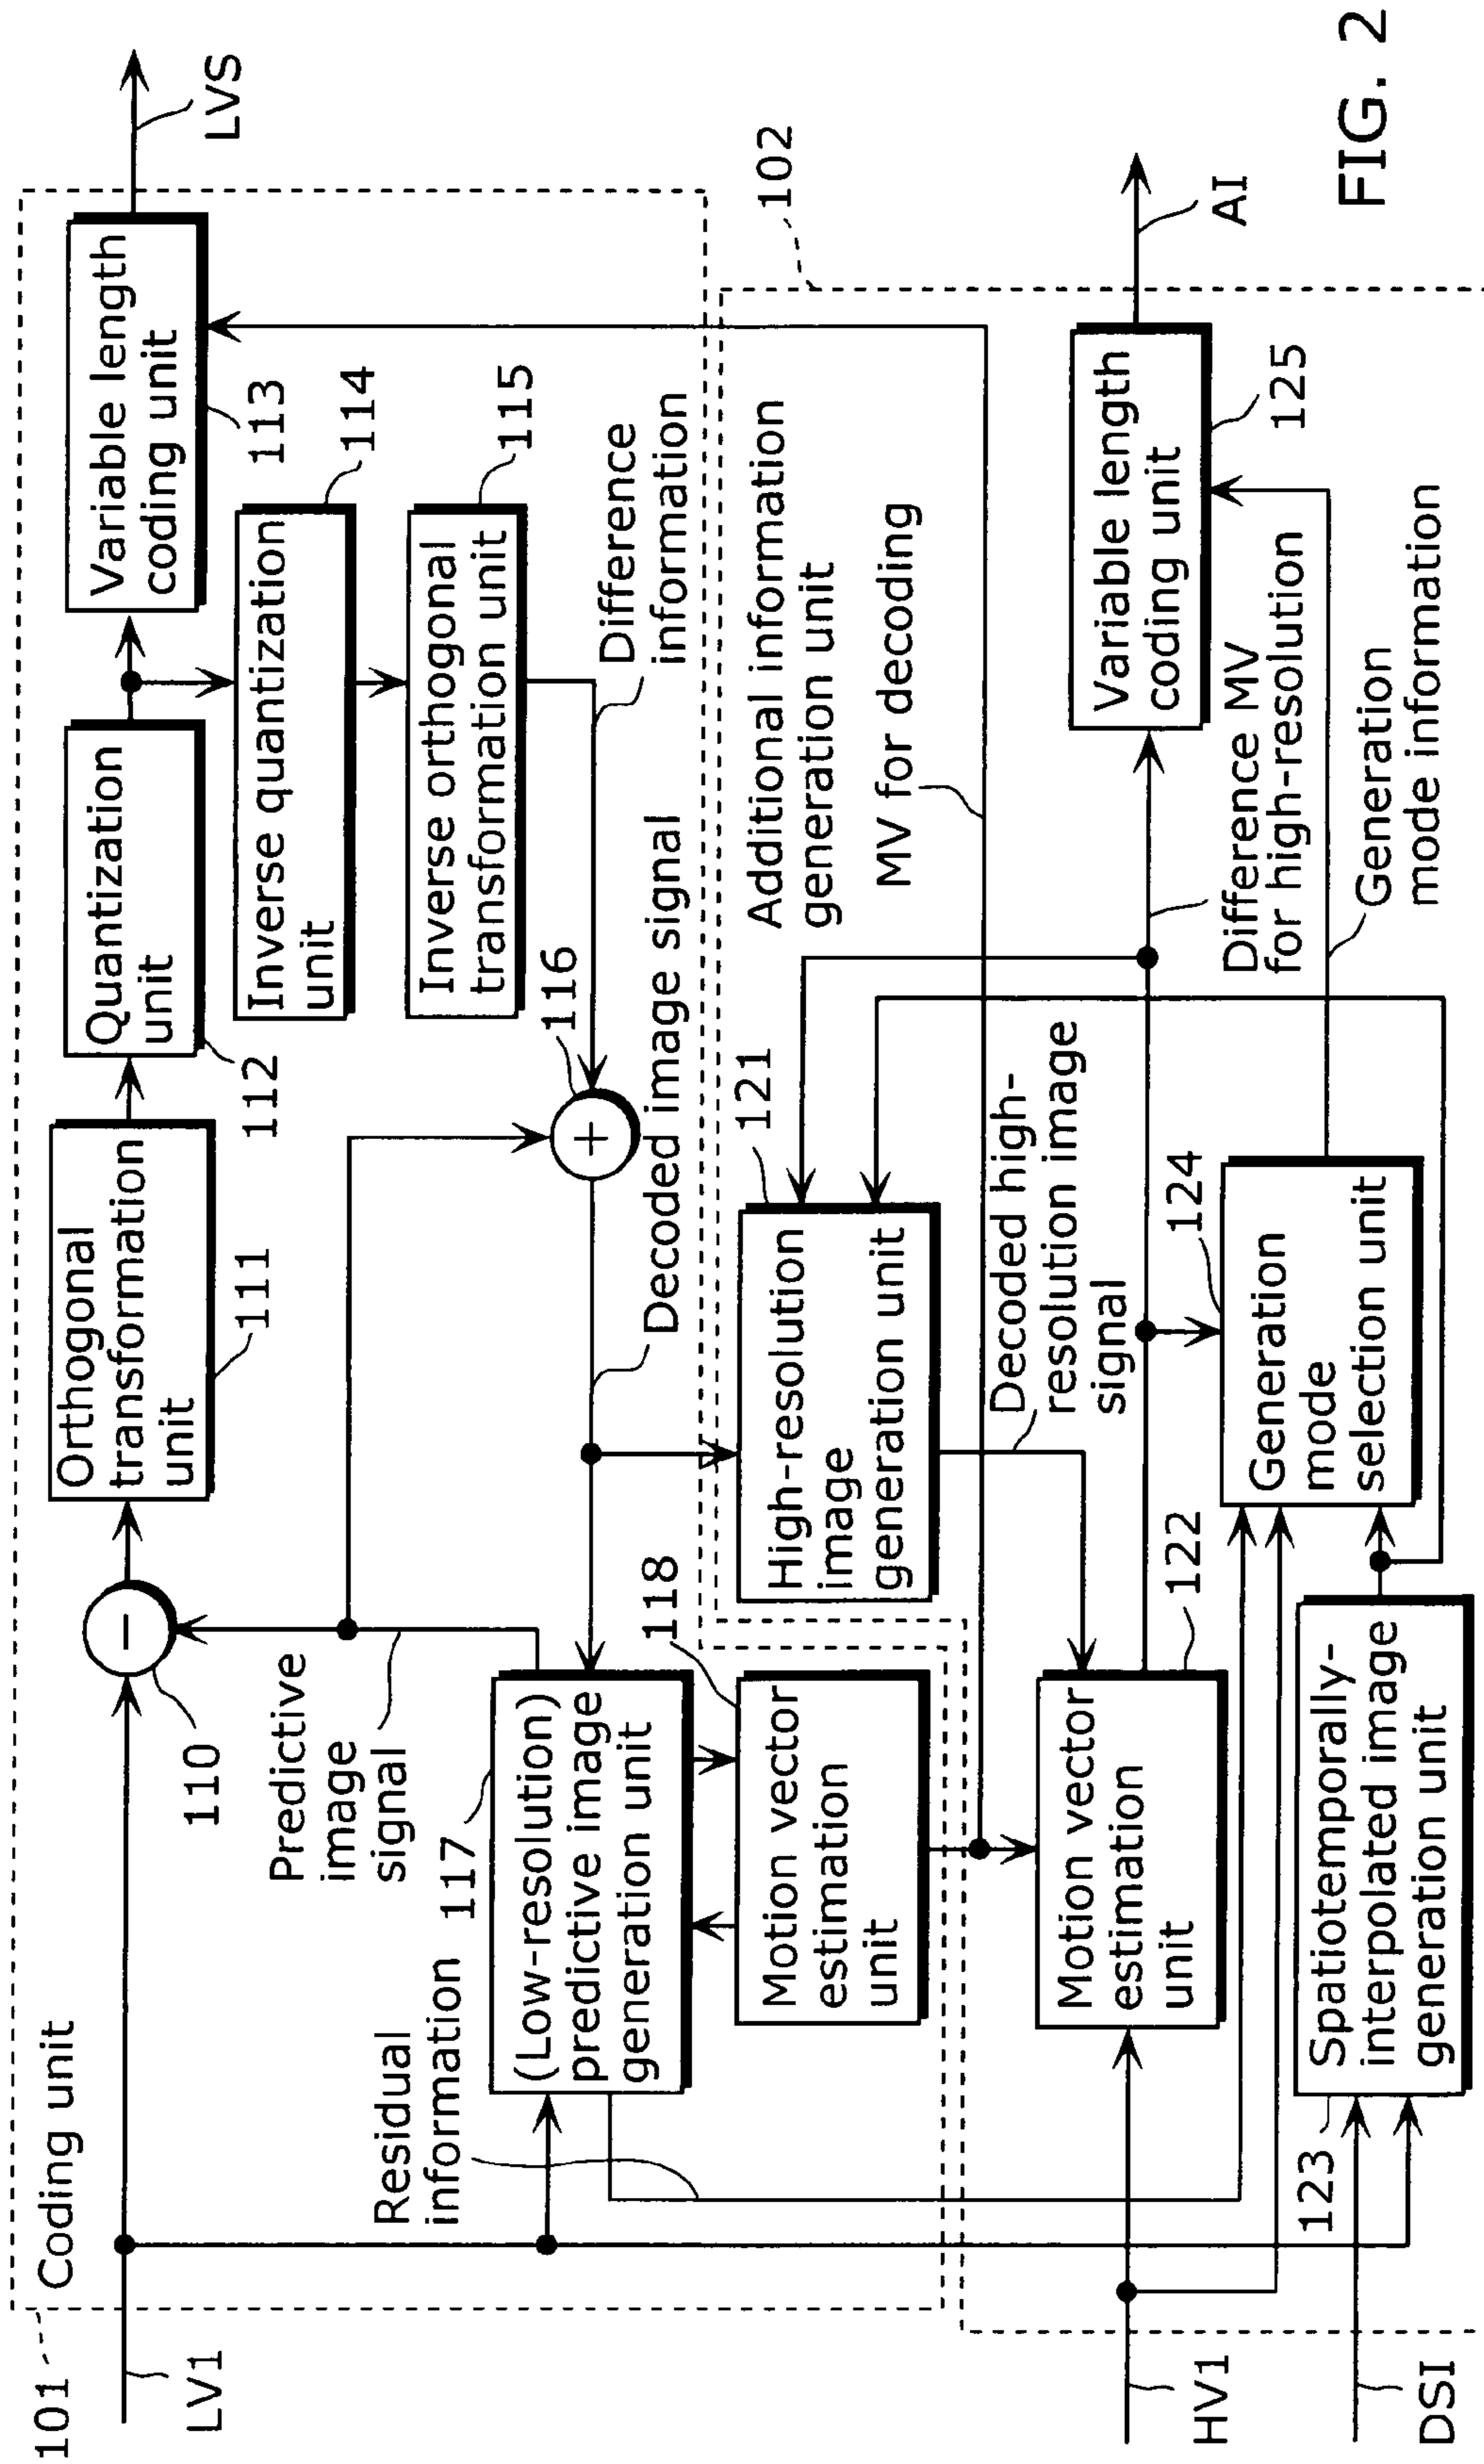 101
Coding unit
LV1
110
Orthogonal
transformation
unit
111
Quantization
unit
112
Variable length
coding unit
113
LVS
Inverse quantization
unit
114
Inverse orthogonal
transformation unit
115
Difference
information
116
Predictive
image
signal
Decoded image signal
Residual
information
117
(Low-resolution)
predictive image
generation unit
118
Motion vector
estimation
unit
102
Additional information
generation unit
MV for decoding
121
High-resolution
image
generation unit
Decoded high-
resolution image
signal
HV1
Motion vector
estimation
unit
122
Variable length
coding unit
125
AI
Difference MV
for high-resolution
124
Generation
mode
selection unit
Generation
mode information
DSI
123
Spatiotemporally-
interpolated image
generation unit
FIG. 2